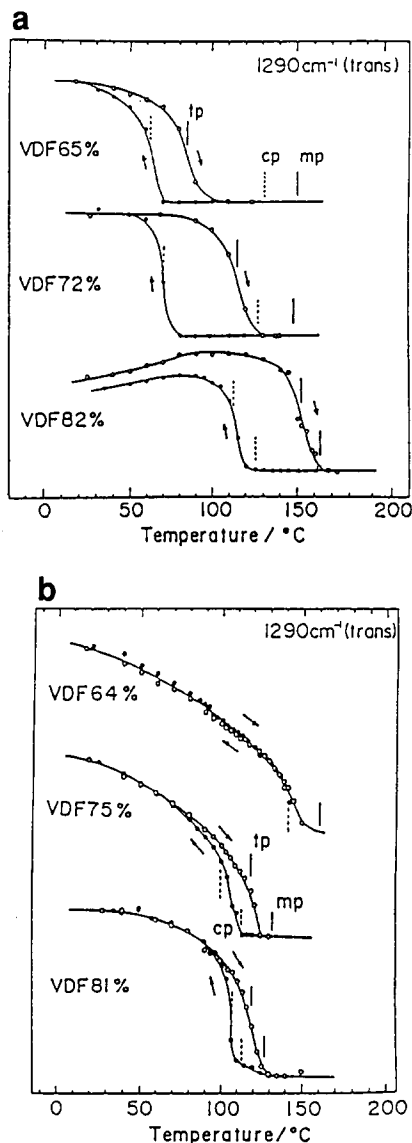 a
1290cm⁻¹(trans)
tp
VDF65%
cp
mp
VDF72%
VDF82%
0
50
100
150
200
Temperature / °C
b
1290cm⁻¹(trans)
VDF64%
VDF75%
tp
mp
cp
VDF81%
0
50
100
150
200
Temperature/°C